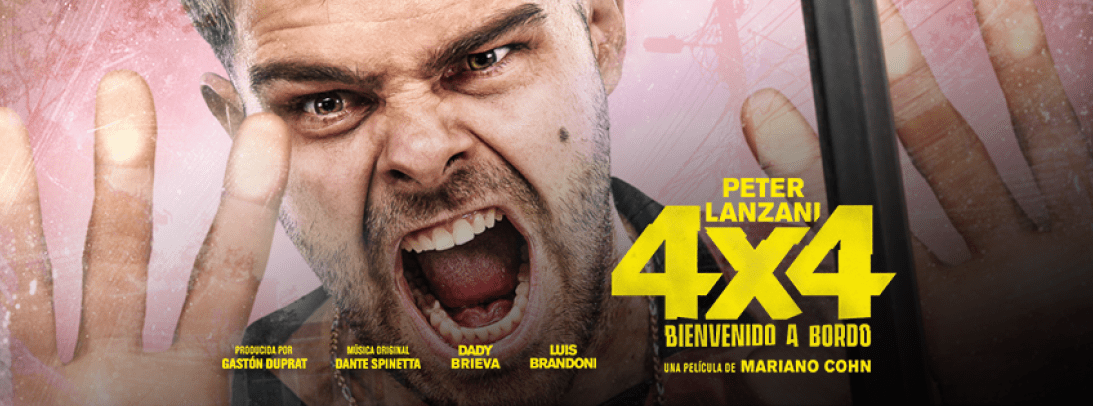 PETER
LANZANI
4x4
BIENVENIDO A BORDO
UNA PELÍCULA DE MARIANO COHN
PRODUCIDA POR
GASTÓN DUPRAT
MÚSICA ORIGINAL
DANTE SPINETTA
DADY
BRIEVA
LUIS
BRANDONI